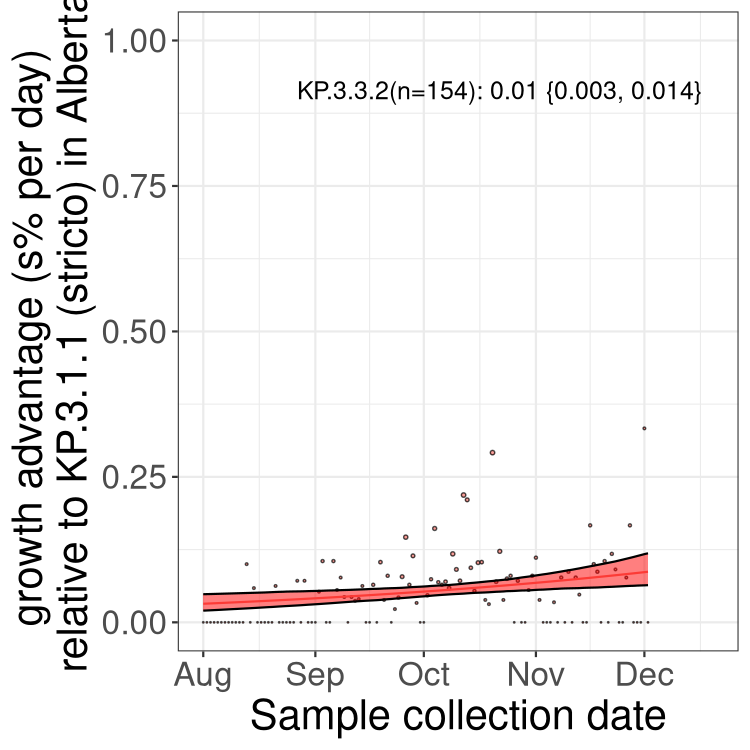 growth advantage (s% per day)
relative to KP.3.1.1 (stricto) in Alberta
1.00
0.75
0.50
0.25
0.00
KP.3.3.2(n=154): 0.01 {0.003, 0.014}
Aug Sep Oct Nov Dec
Sample collection date